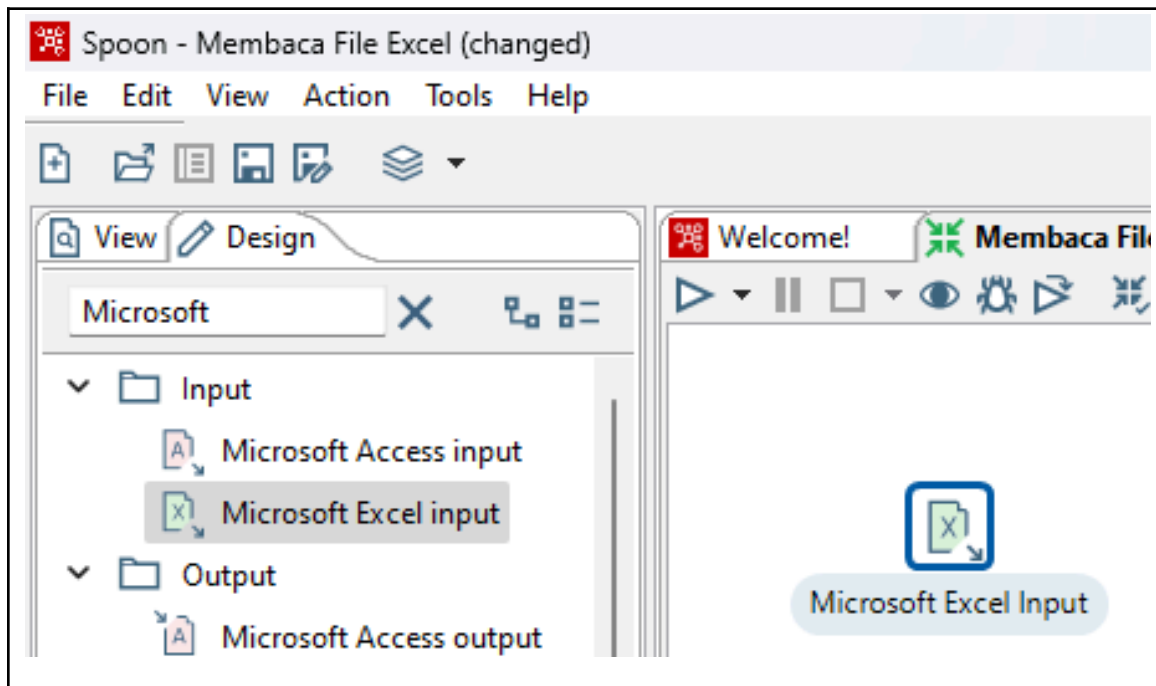 Spoon - Membaca File Excel (changed)
File Edit View Action Tools Help
View Design
Microsoft
Input
Microsoft Access input
Microsoft Excel input
Output
Microsoft Access output
Welcome! Membaca File
Microsoft Excel Input